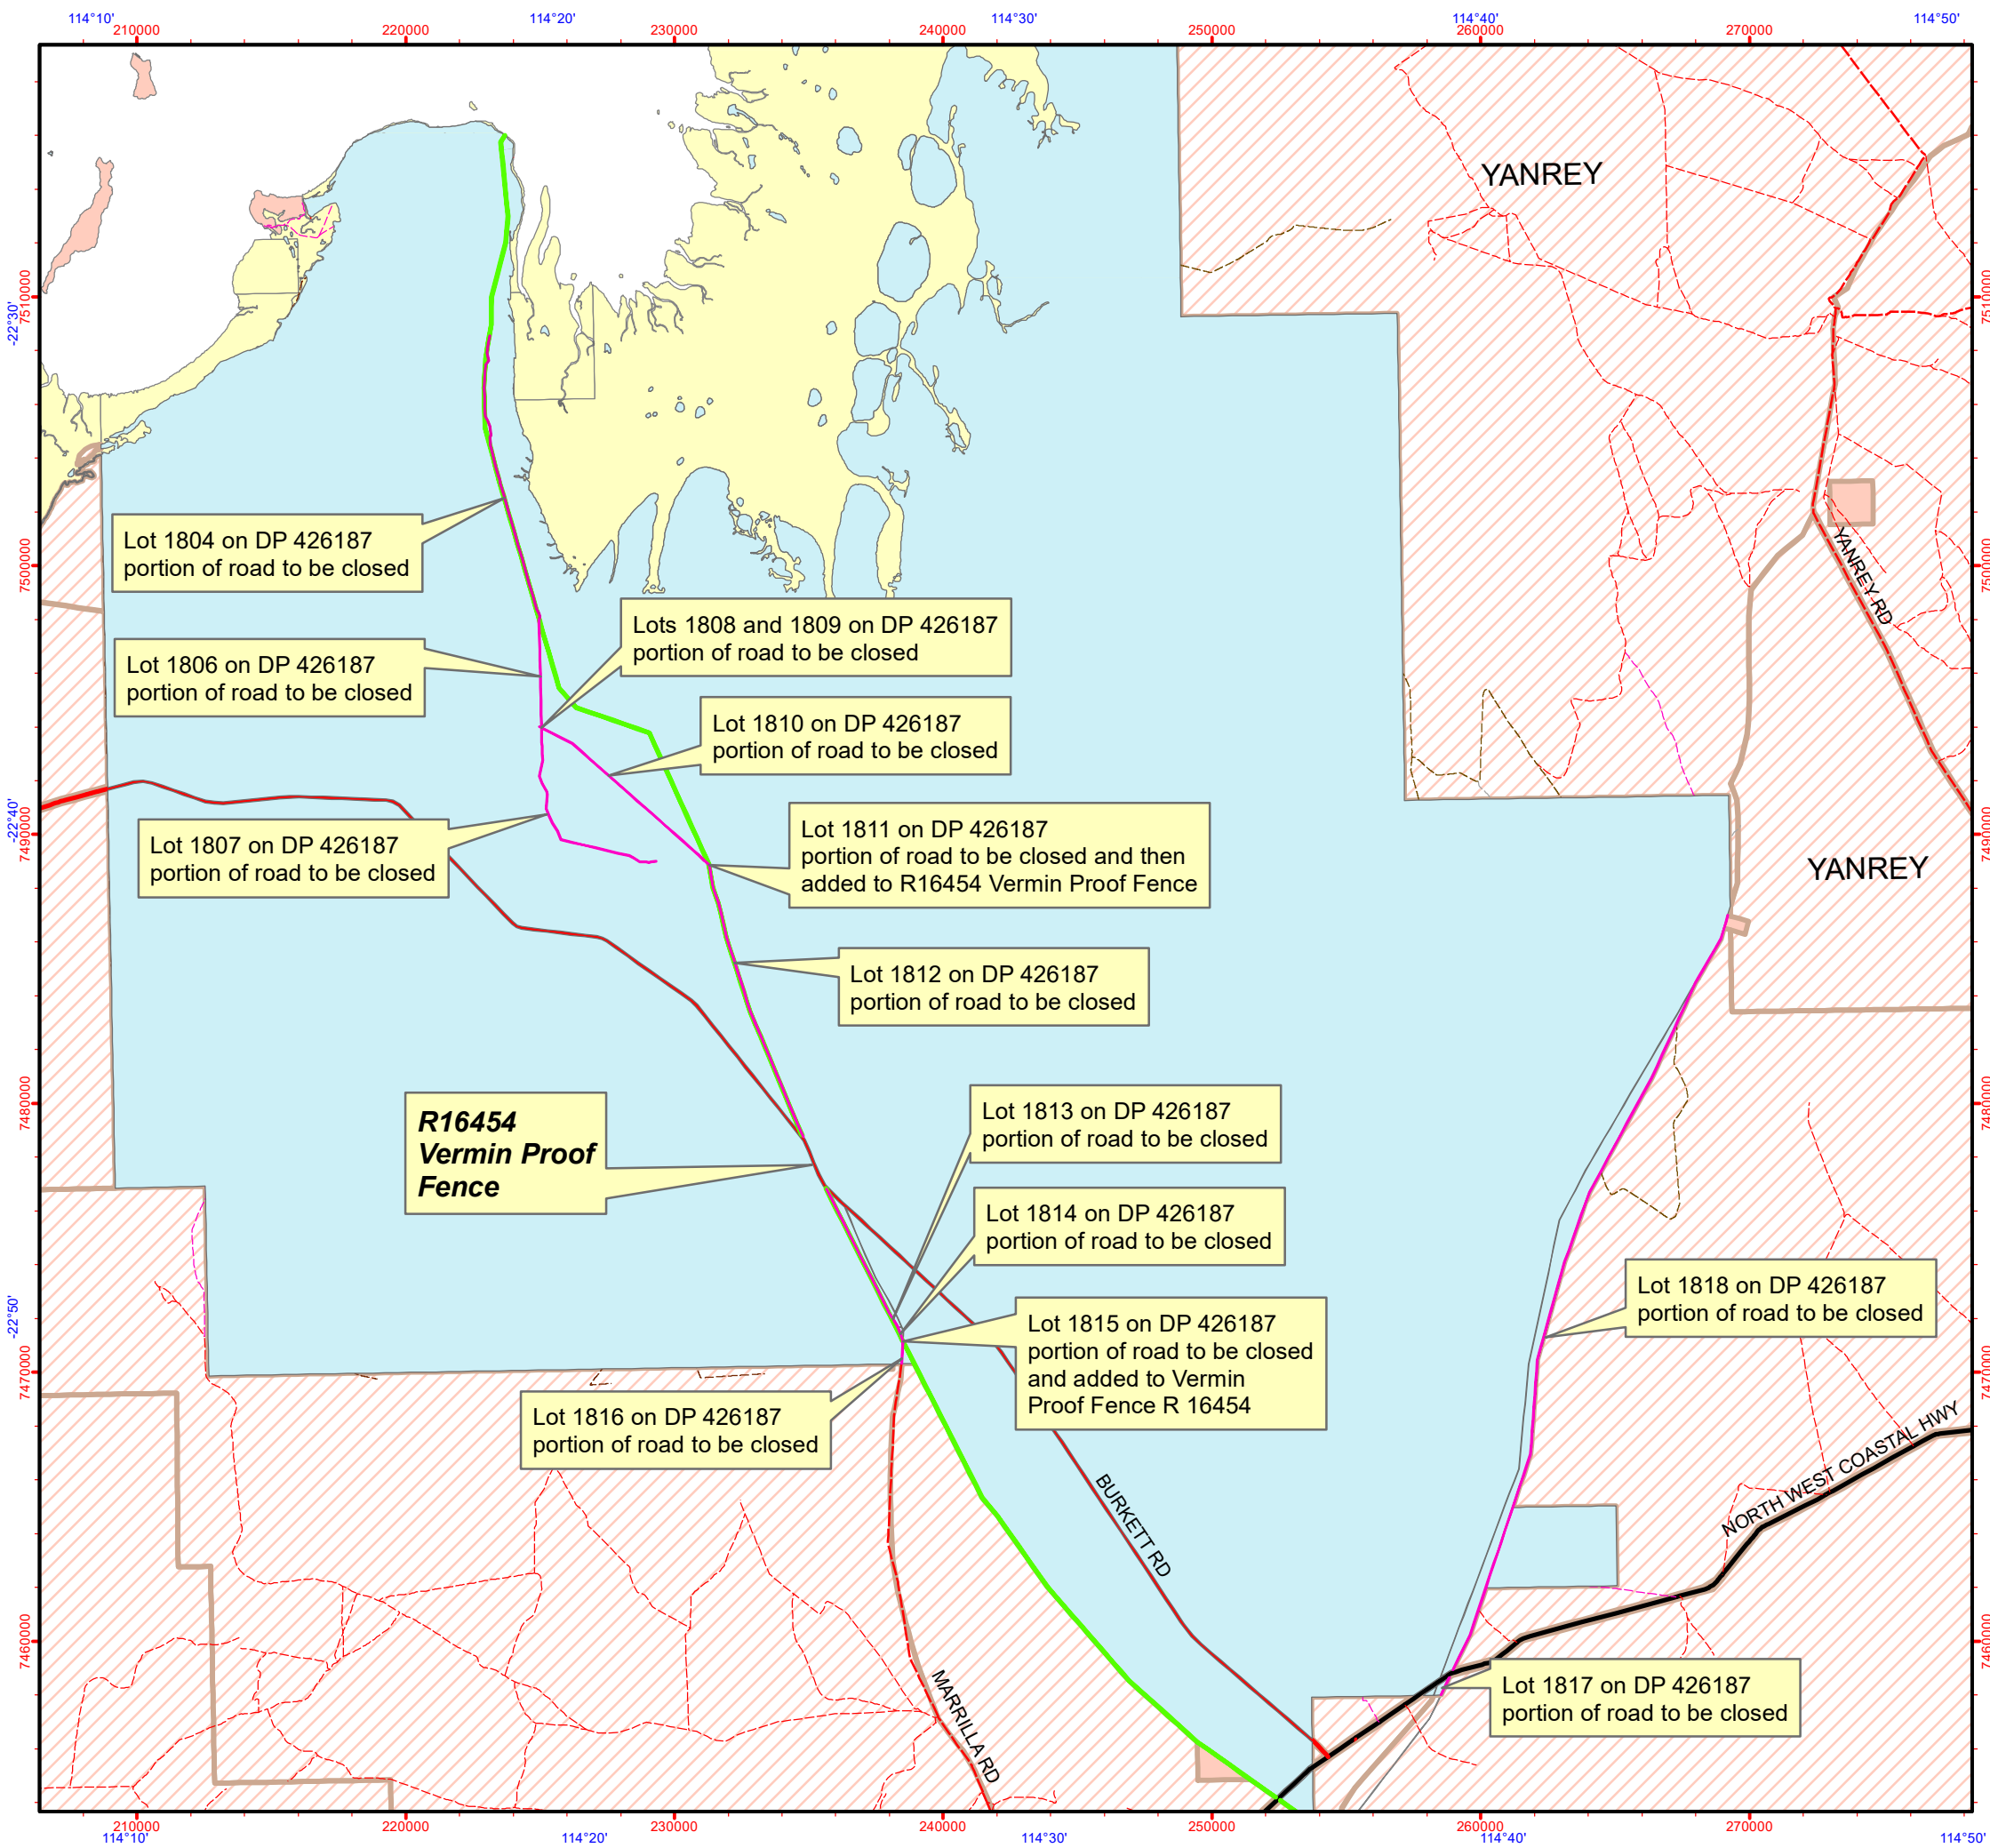 114°10'
114°20'
114°30'
114°40'
114°50'
210000
220000
230000
240000
250000
260000
270000
YANREY
7510000
-22°30'
7510000
Lot 1804 on DP 426187
portion of road to be closed
7500000
7500000
YANREY RD
Lots 1808 and 1809 on DP 426187
portion of road to be closed
Lot 1806 on DP 426187
portion of road to be closed
Lot 1810 on DP 426187
portion of road to be closed
-22°40'
7490000
7490000
Lot 1807 on DP 426187
portion of road to be closed
Lot 1811 on DP 426187
portion of road to be closed and then
added to R16454 Vermin Proof Fence
YANREY
Lot 1812 on DP 426187
portion of road to be closed
7480000
7480000
R16454
Vermin Proof
Fence
Lot 1813 on DP 426187
portion of road to be closed
Lot 1814 on DP 426187
portion of road to be closed
-22°50'
7470000
7470000
Lot 1818 on DP 426187
portion of road to be closed
Lot 1815 on DP 426187
portion of road to be closed
and added to Vermin
Proof Fence R 16454
Lot 1816 on DP 426187
portion of road to be closed
NORTH WEST COASTAL HWY
BURKETT RD
7460000
7460000
MARRILLA RD
Lot 1817 on DP 426187
portion of road to be closed
210000
220000
230000
240000
250000
260000
270000
114°10'
114°20'
114°30'
114°40'
114°50'